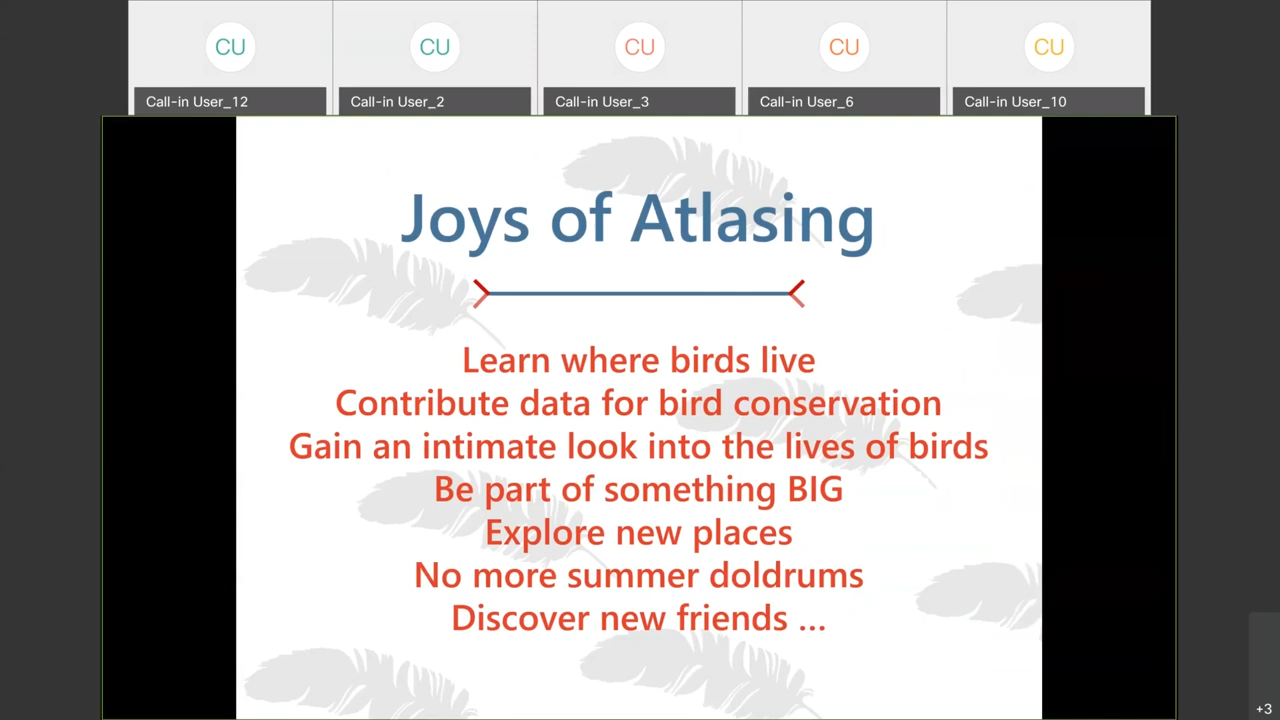 CU
CU
CU
CU
CU
Call-in User_12
Call-in User_2
Call-in User_3
Call-in User_6
Call-in User_10
Joys of Atlasing
Learn where birds live
Contribute data for bird conservation
Gain an intimate look into the lives of birds
Be part of something BIG
Explore new places
No more summer doldrums
Discover new friends ...
+3